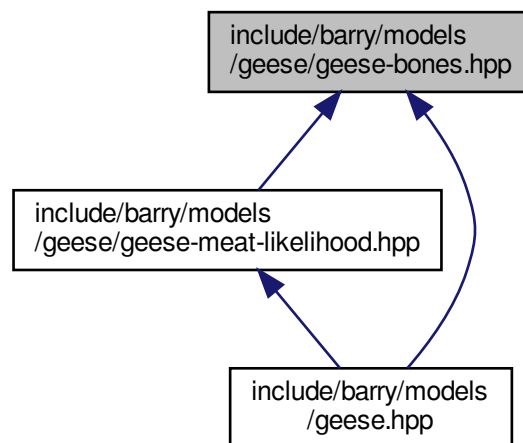 include/barry/models
/geese/geese-bones.hpp
include/barry/models
/geese/geese-meat-likelihood.hpp
include/barry/models
/geese.hpp